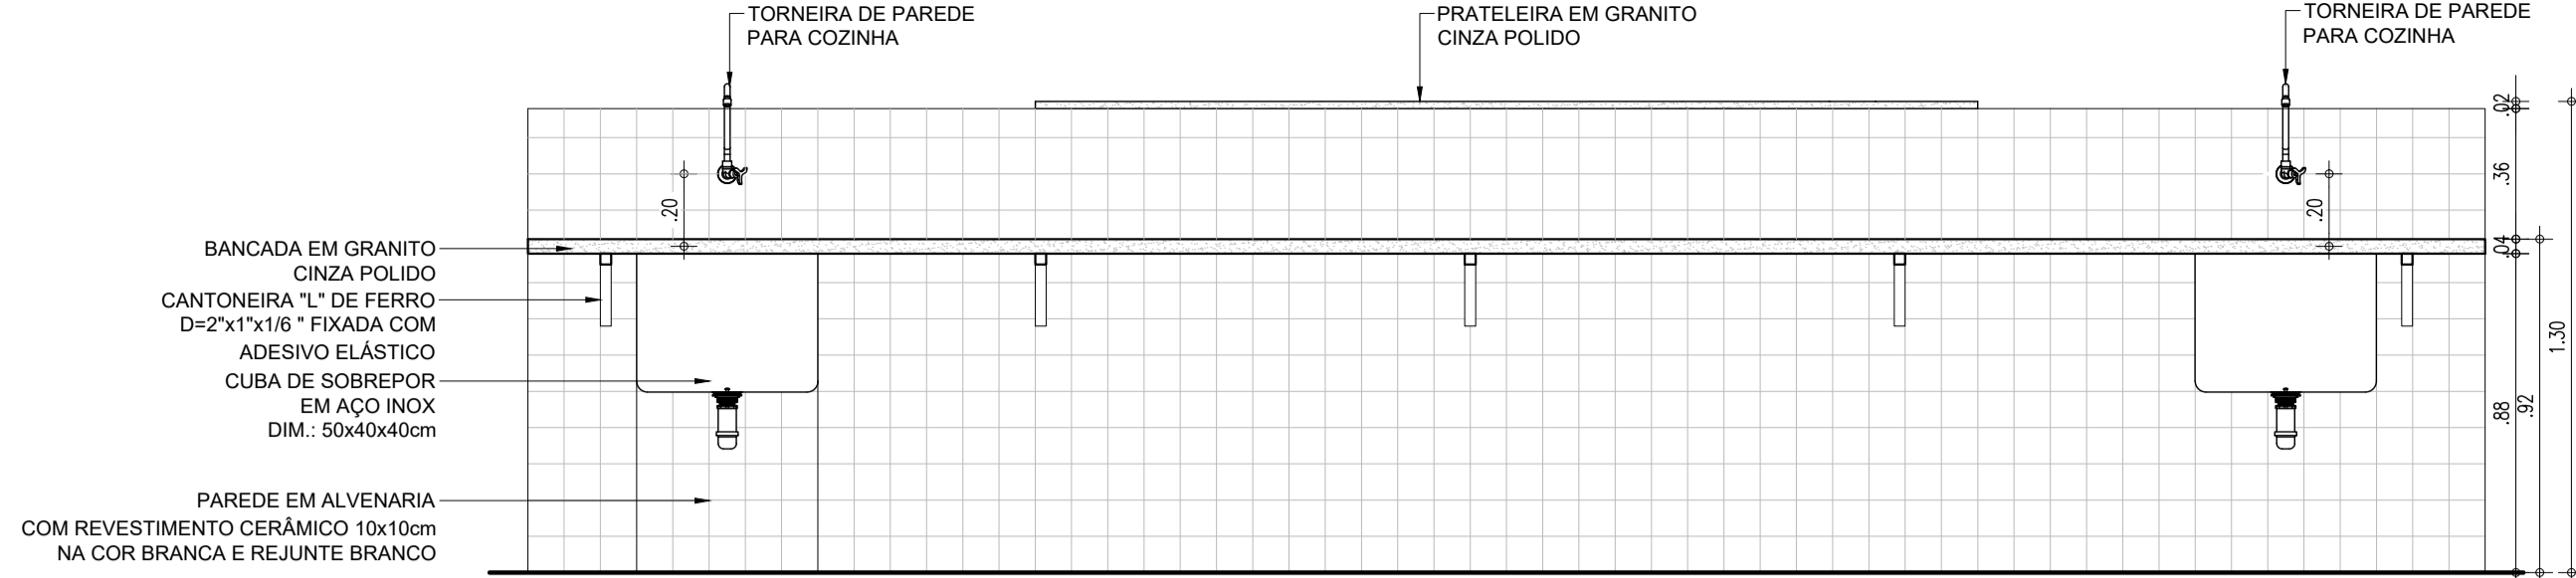 TORNEIRA DE PAREDE
PARA COZINHA
PRATELEIRA EM GRANITO
CINZA POLIDO
TORNEIRA DE PAREDE
PARA COZINHA
.02
.36
.20
.20
.04
BANCADA EM GRANITO
CINZA POLIDO
CANTONEIRA "L" DE FERRO
D=2"x1"x1/6 " FIXADA COM
ADESIVO ELÁSTICO
CUBA DE SOBREPOR
EM AÇO INOX
DIM.: 50x40x40cm
1.30
.88
.92
PAREDE EM ALVENARIA
COM REVESTIMENTO CERÂMICO 10x10cm
NA COR BRANCA E REJUNTE BRANCO